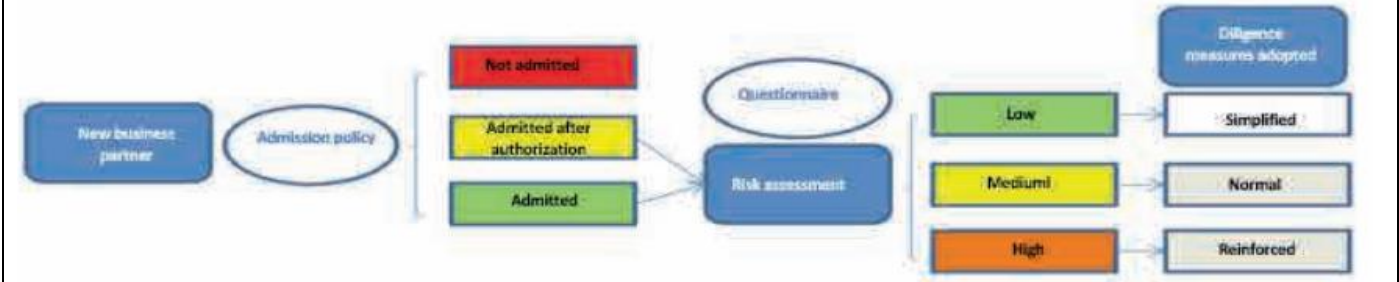 New business
partner
Admission policy
Not admitted
Admitted after
authorization
Admitted
Questionnaire
Risk assessment
Low
Mediuml
High
Diligence
measures adopted
Simplified
Normal
Reinforced